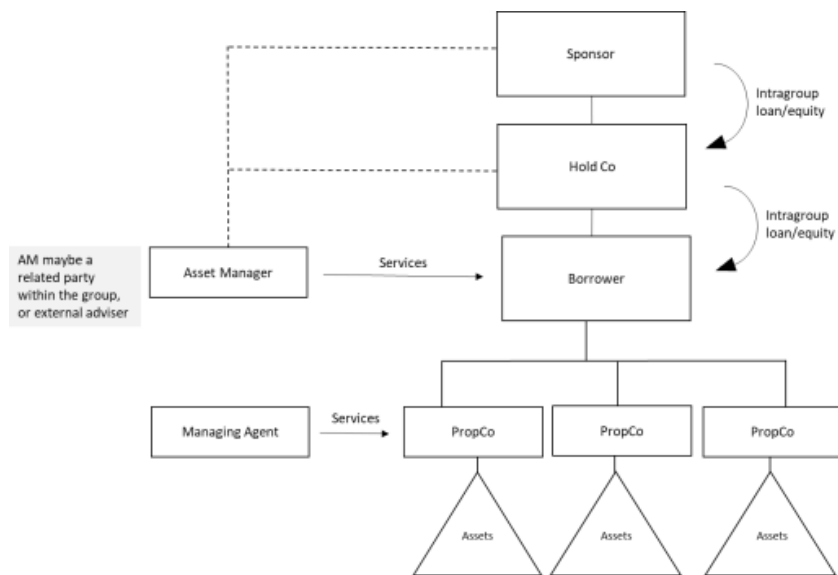 Sponsor
Intragroup
loan/equity
Hold Co
Intragroup
loan/equity
AM maybe a
related party
within the group,
or external adviser
Asset Manager
Services
Borrower
Managing Agent
Services
PropCo
PropCo
PropCo
Assets
Assets
Assets